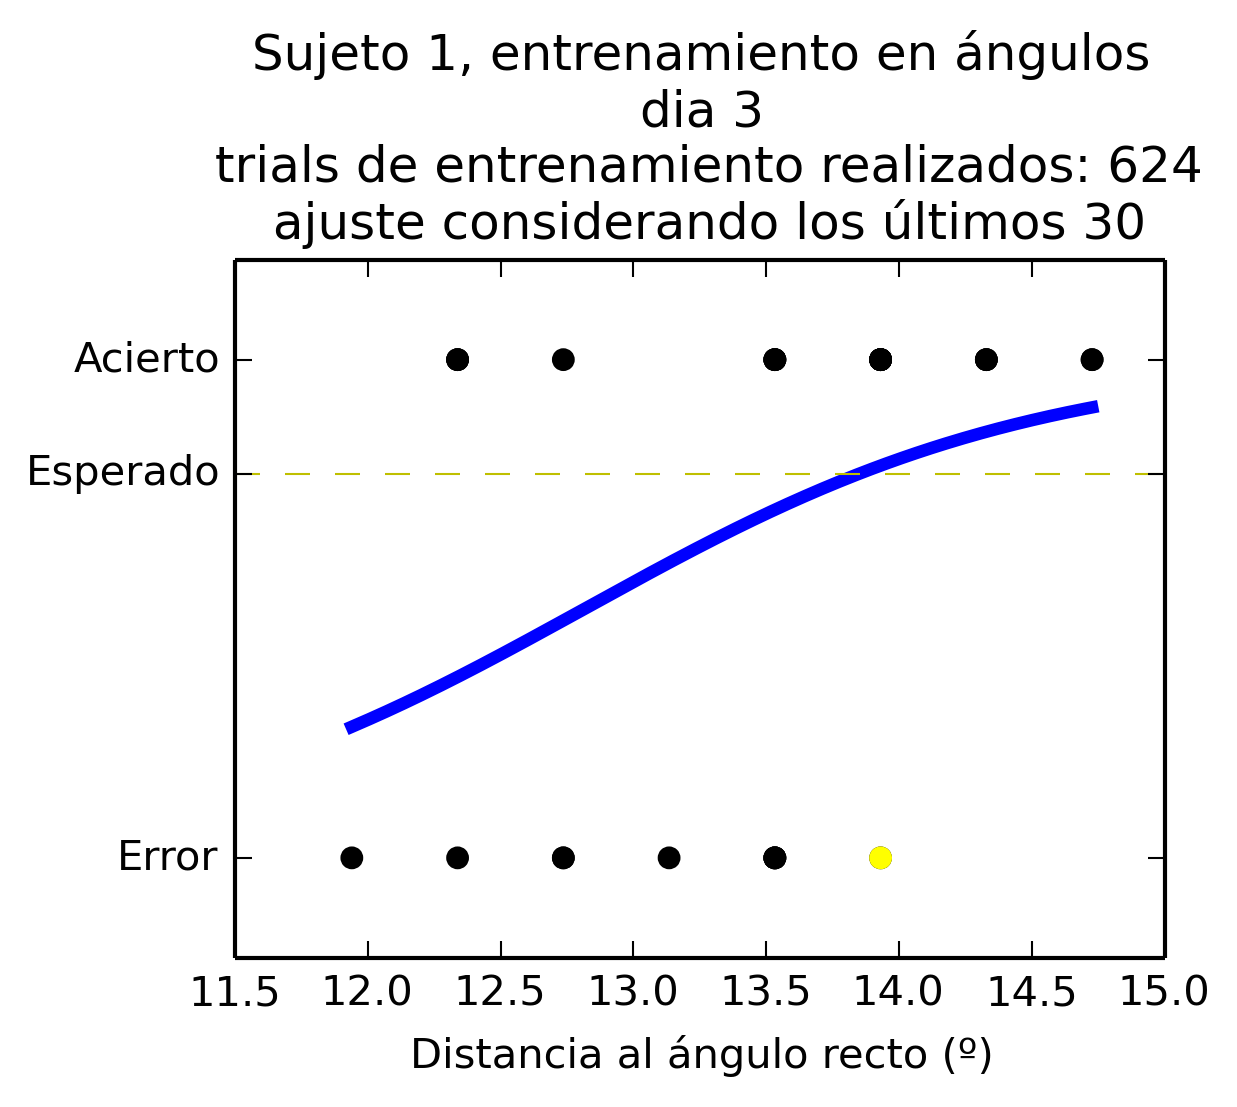 Sujeto 1, entrenamiento en ángulos
dia 3
trials de entrenamiento realizados: 624
ajuste considerando los últimos 30
Acierto
Esperado
Error
11.5 12.0 12.5 13.0 13.5 14.0 14.5 15.0
Distancia al ángulo recto (º)